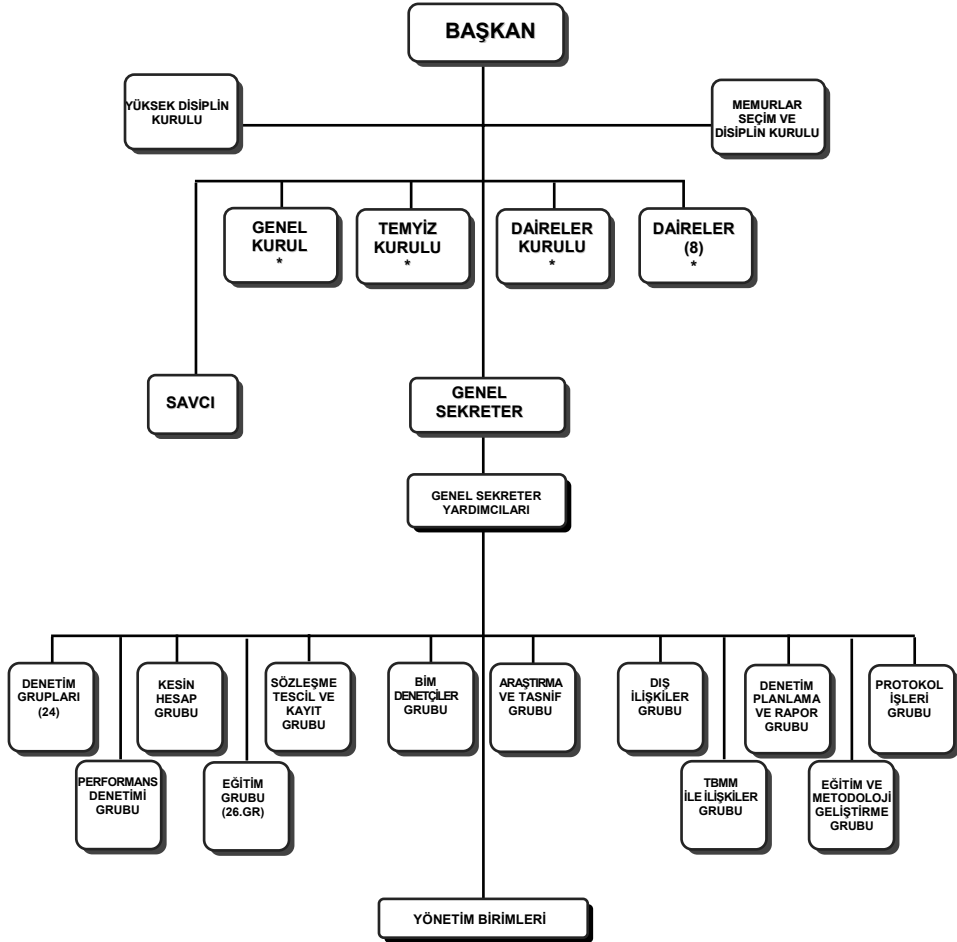 BAŞKAN
YÜKSEK DİSİPLİN
KURULU
MEMURLAR
SEÇİM VE
DİSİPLİN KURULU
GENEL
KURUL
*
TEMYİZ
KURULU
*
DAİRELER
KURULU
*
DAİRELER
(8)
*
SAVCI
GENEL
SEKRETER
GENEL SEKRETER
YARDIMCILARI
DENETİM
GRUPLARI
(24)
KESİN
HESAP
GRUBU
SÖZLEŞME
TESCİL VE
KAYIT
GRUBU
BİM
DENETÇİLER
GRUBU
ARAŞTIRMA
VE TASNİF
GRUBU
DIŞ
İLİŞKİLER
GRUBU
DENETİM
PLANLAMA
VE RAPOR
GRUBU
PROTOKOL
İŞLERİ
GRUBU
PERFORMANS
DENETİMİ
GRUBU
EĞİTİM
GRUBU
(26.GR)
TBMM
İLE İLİŞKİLER
GRUBU
EĞİTİM VE
METODOLOJİ
GELİŞTİRME
GRUBU
YÖNETİM BİRİMLERİ